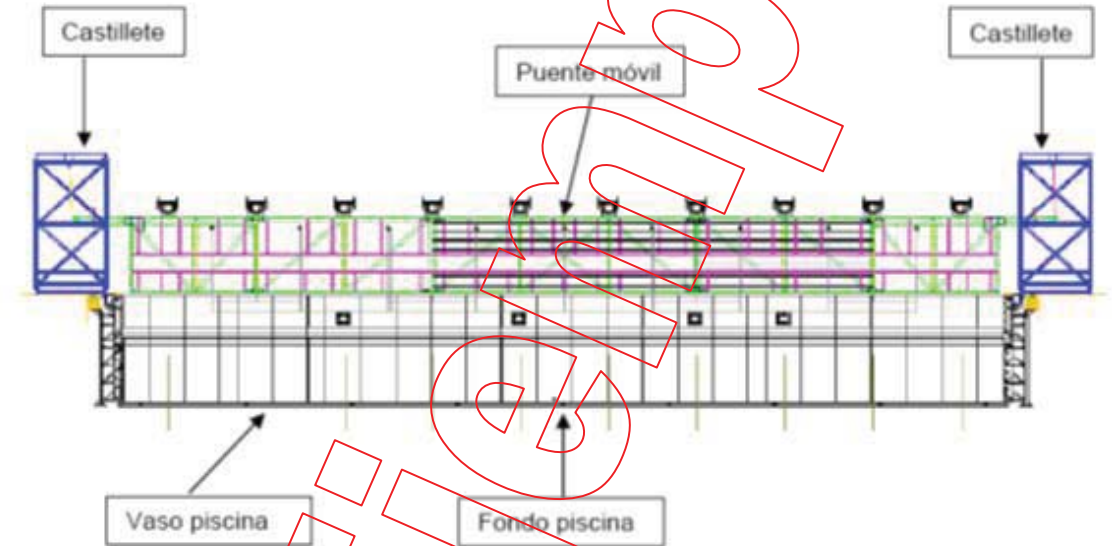 Castillete
Castillete
Puente móvil
Vaso piscina
Fondo piscina